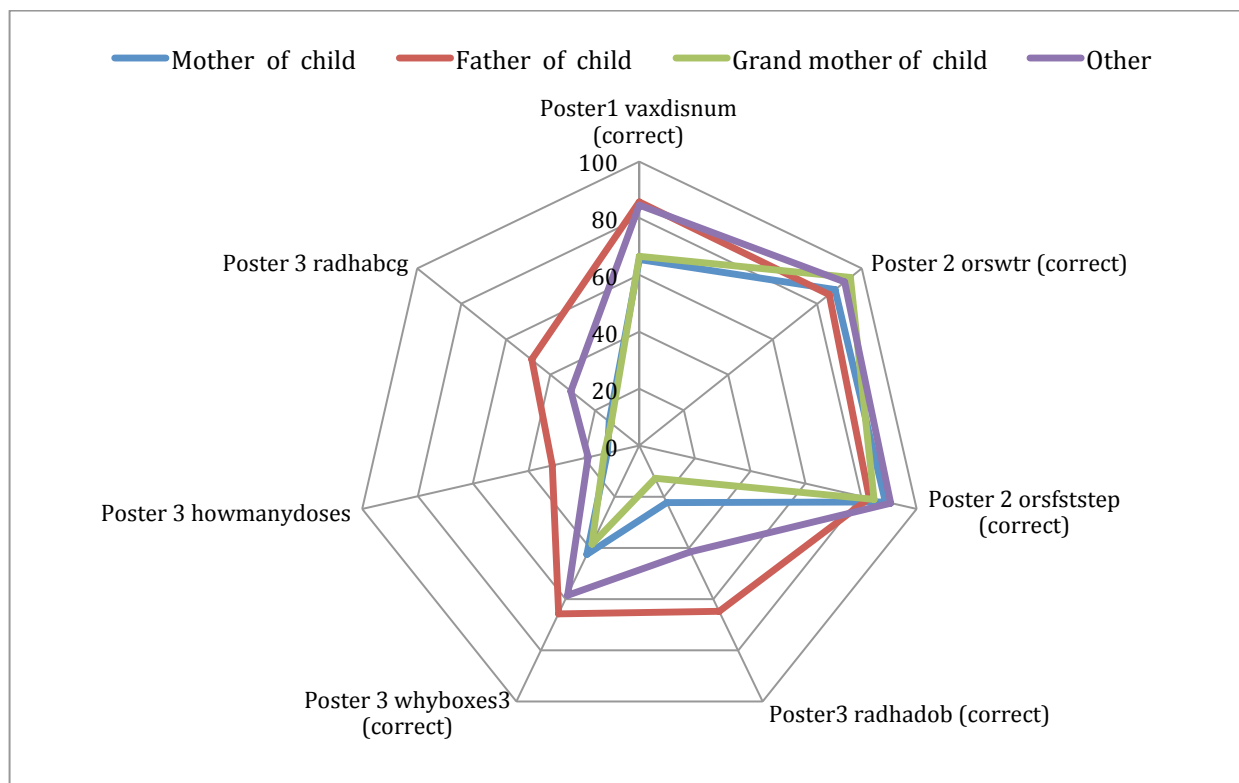 Mother of child Father of child Grand mother of child Other
Poster1 vaxdisnum
(correct)
100
80
60
40
20
0
Poster 2 orswtr (correct)
Poster 2 orsfststep
(correct)
Poster3 radhadob (correct)
Poster 3 whyboxes3
(correct)
Poster 3 howmanydoses
Poster 3 radhabcg